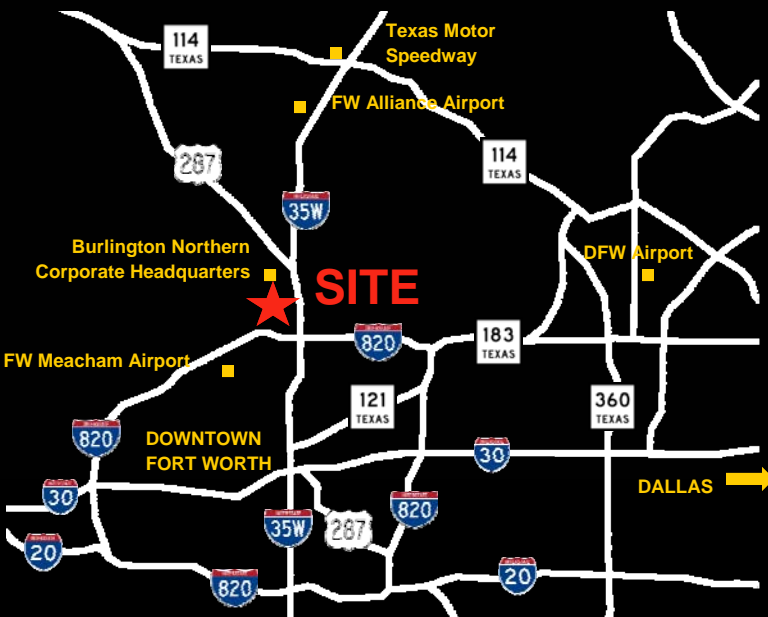 Texas Motor
Speedway
114
TEXAS
FW Alliance Airport
114
TEXAS
287
35W
Burlington Northern
Corporate Headquarters
DFW Airport
SITE
820
183
TEXAS
FW Meacham Airport
121
TEXAS
360
TEXAS
820
DOWNTOWN
FORT WORTH
30
DALLAS
30
820
35W
287
20
20
820